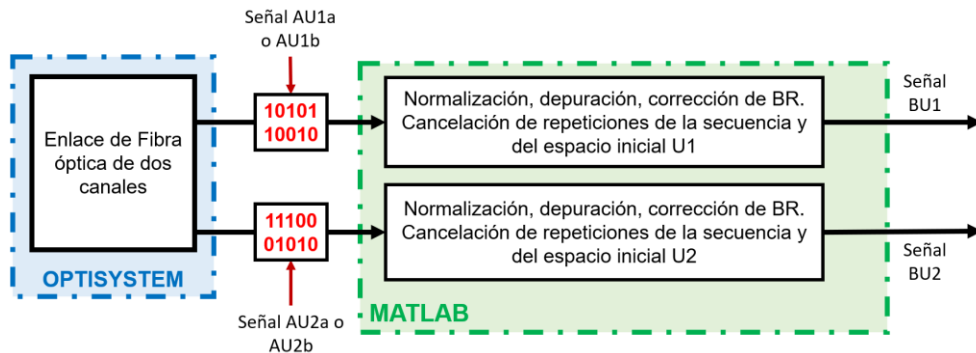 Señal AU1a
o AU1b
Enlace de Fibra
óptica de dos
canales
OPTISYSTEM
10101
10010
11100
01010
Señal AU2a o
AU2b
Normalización, depuración, corrección de BR.
Cancelación de repeticiones de la secuencia y
del espacio inicial U1
Normalización, depuración, corrección de BR.
Cancelación de repeticiones de la secuencia y
del espacio inicial U2
MATLAB
Señal
BU1
Señal
BU2